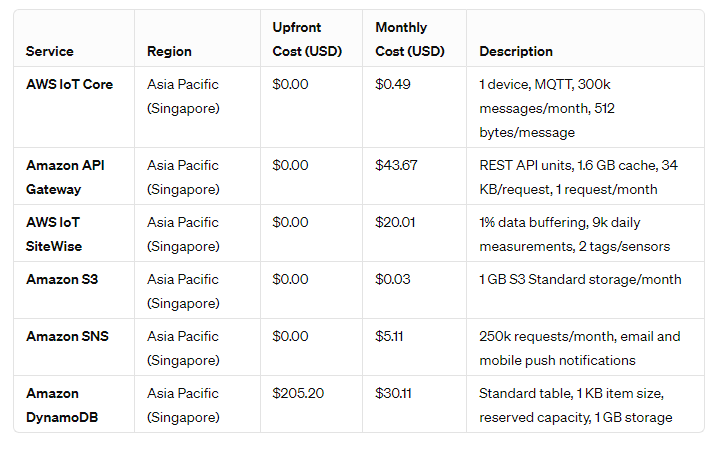 Service Region Upfront Cost (USD) Monthly Cost (USD) Description
AWS IoT Core Asia Pacific (Singapore) $0.00 $0.49 1 device, MQTT, 300k messages/month, 512 bytes/message
Amazon API Gateway Asia Pacific (Singapore) $0.00 $43.67 REST API units, 1.6 GB cache, 34 KB/request, 1 request/month
AWS IoT SiteWise Asia Pacific (Singapore) $0.00 $20.01 1% data buffering, 9k daily measurements, 2 tags/sensors
Amazon S3 Asia Pacific (Singapore) $0.00 $0.03 1 GB S3 Standard storage/month
Amazon SNS Asia Pacific (Singapore) $0.00 $5.11 250k requests/month, email and mobile push notifications
Amazon DynamoDB Asia Pacific (Singapore) $205.20 $30.11 Standard table, 1 KB item size, reserved capacity, 1 GB storage